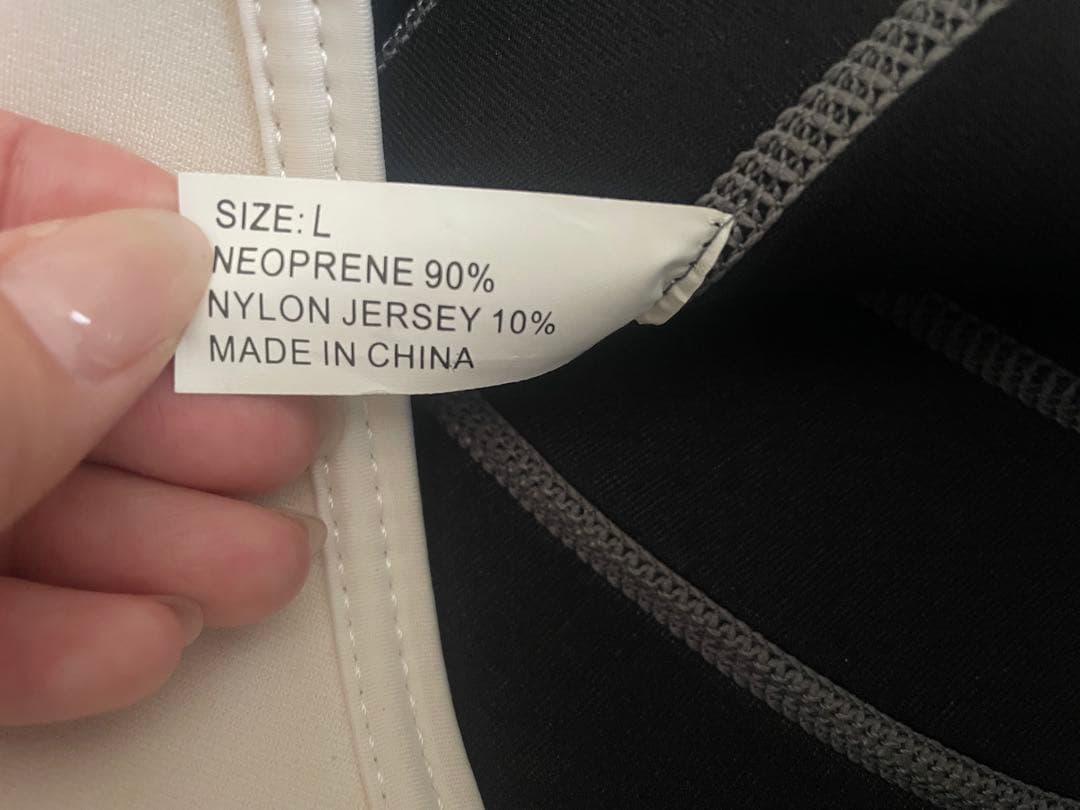 SIZE: L
NEOPRENE 90%
NYLON JERSEY 10%
MADE IN CHINA